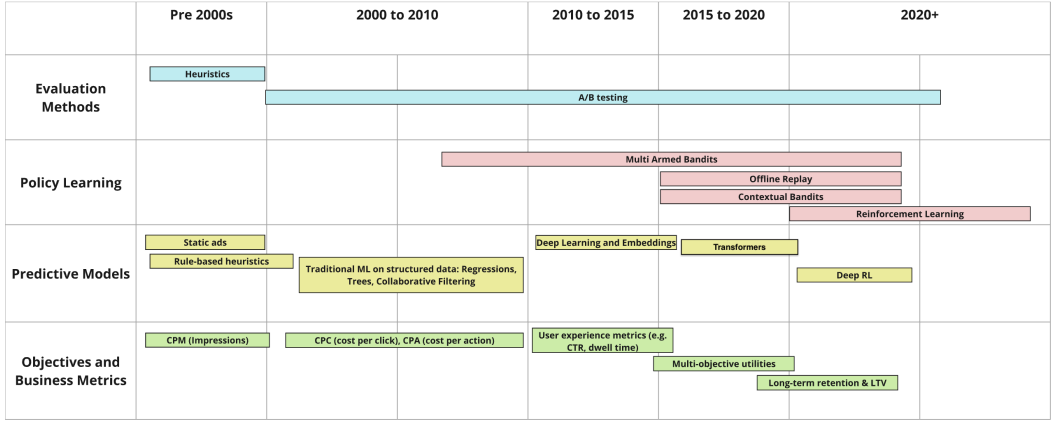 Pre 2000s
2000 to 2010
2010 to 2015
2015 to 2020
2020+
Evaluation
Methods
Heuristics
A/B testing
Policy Learning
Multi Armed Bandits
Offline Replay
Contextual Bandits
Reinforcement Learning
Predictive Models
Static ads
Rule-based heuristics
Traditional ML on structured data: Regressions,
Trees, Collaborative Filtering
Deep Learning and Embeddings
Transformers
Deep RL
Objectives and
Business Metrics
CPM (Impressions)
CPC (cost per click), CPA (cost per action)
User experience metrics (e.g.
CTR, dwell time)
Multi-objective utilities
Long-term retention & LTV